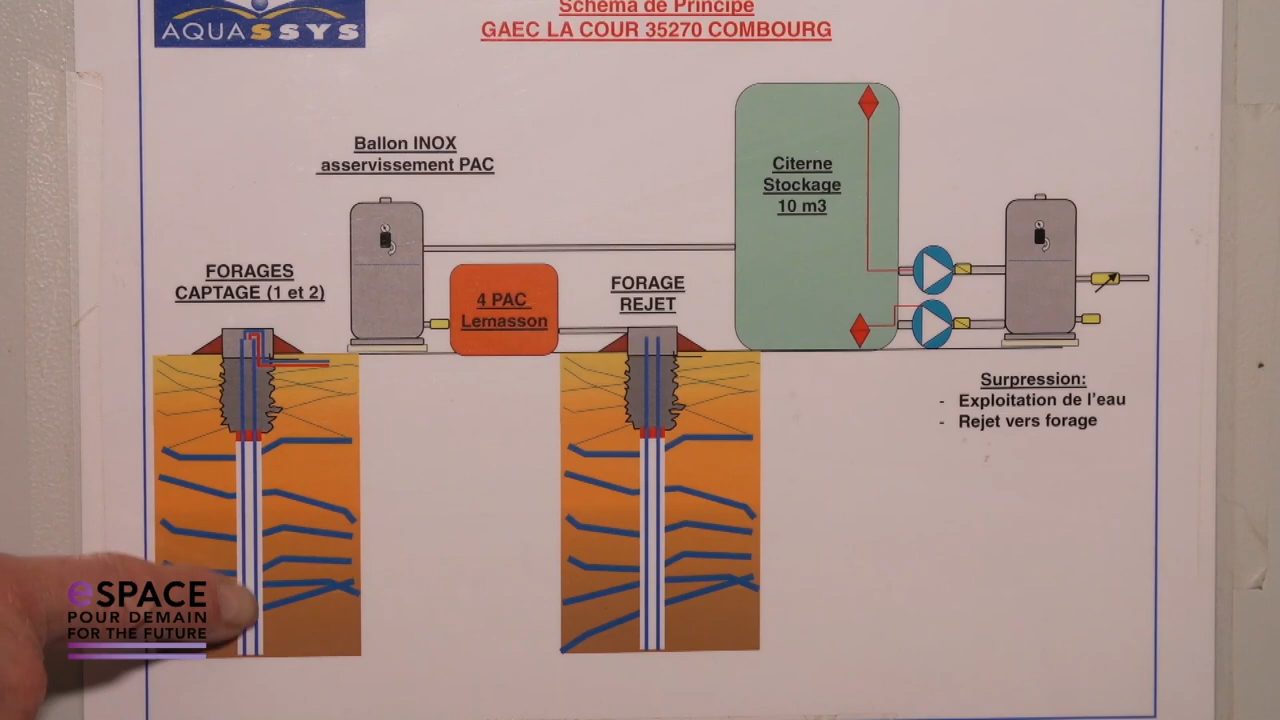 AQUASSYS
Schéma de Principe
GAEC LA COUR 35270 COMBOURG
Ballon INOX
asservissement PAC
Citerne
Stockage
10 m3
FORAGES
CAPTAGE (1 et 2)
4 PAC
Lemasson
FORAGE
REJET
Surpression:
- Exploitation de l'eau
- Rejet vers forage
eSPACE
POUR DEMAIN
FOR THE FUTURE